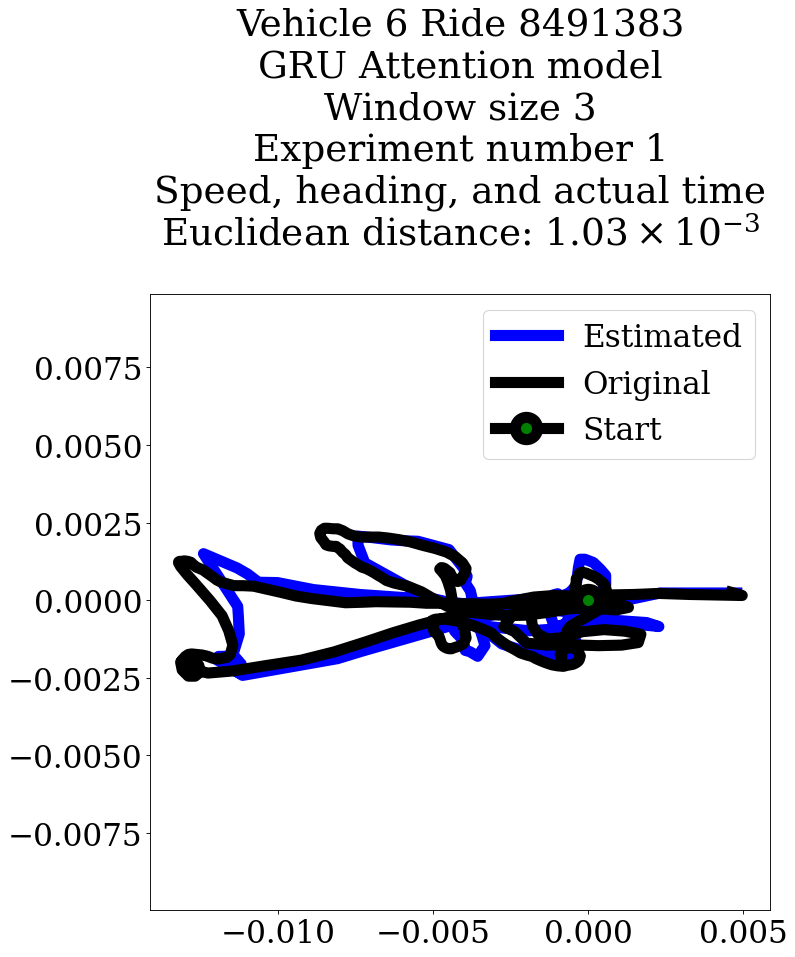 Vehicle 6 Ride 8491383
GRU Attention model
Window size 3
Experiment number 1
Speed, heading, and actual time
Euclidean distance: 1.03 × 10⁻³
Estimated
Original
Start
0.0075
0.0050
0.0025
0.0000
−0.0025
−0.0050
−0.0075
−0.010
−0.005
0.000
0.005